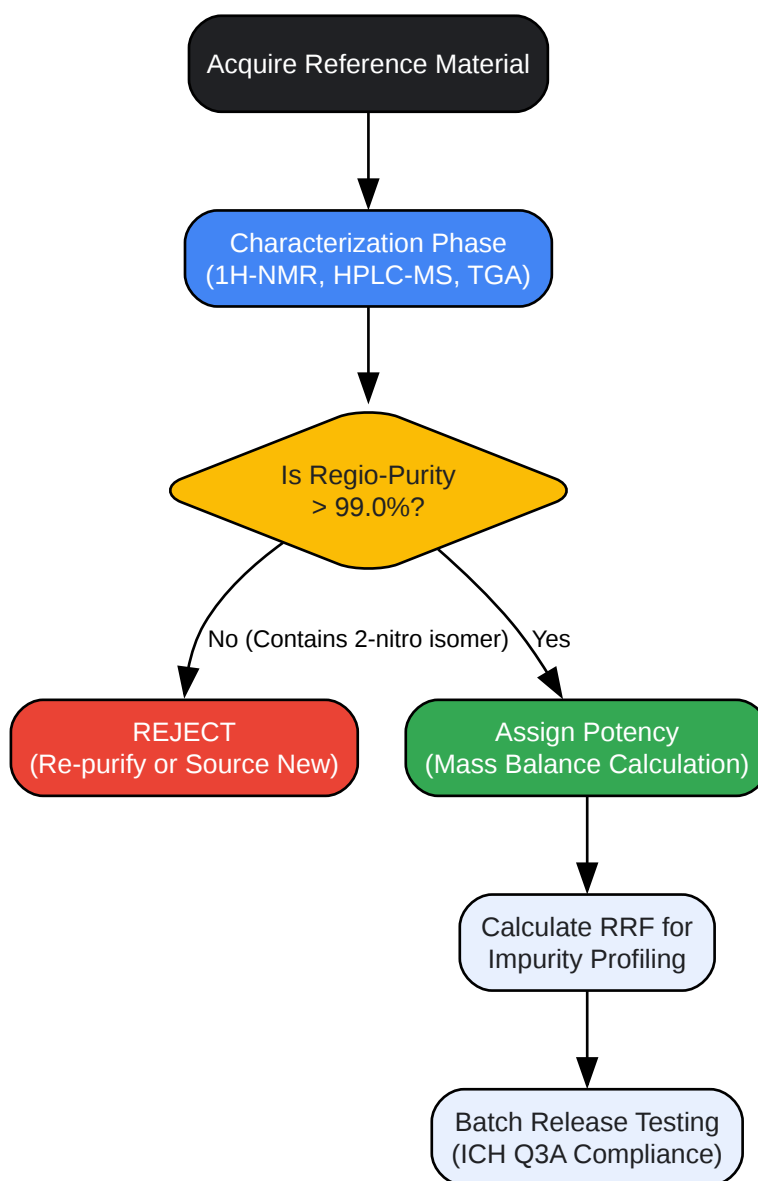 Acquire Reference Material
Characterization Phase
(1H-NMR, HPLC-MS, TGA)
Is Regio-Purity
> 99.0%?
No (Contains 2-nitro isomer)
Yes
REJECT
(Re-purify or Source New)
Assign Potency
(Mass Balance Calculation)
Calculate RRF for
Impurity Profiling
Batch Release Testing
(ICH Q3A Compliance)